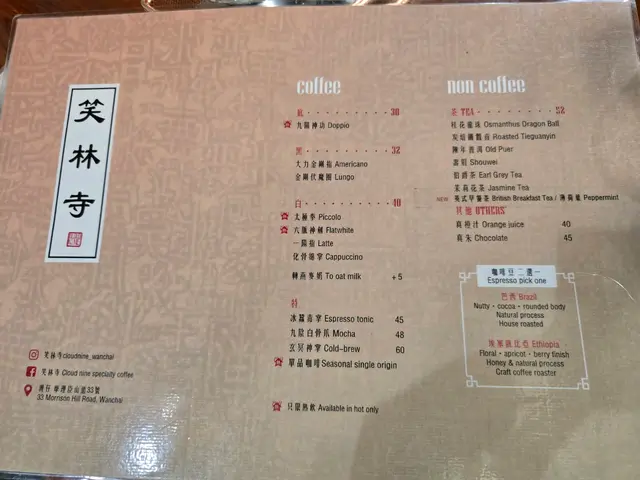 笑林寺
笑林寺cloudnine_wanchai
笑林寺 Cloud nine specialty coffee
灣仔 摩理臣山道33號
33 Morrison Hill Road, Wanchai
coffee
30
九陽神功 Doppio
黑 32
大力金剛指 Americano
金剛伏魔圈 Lungo
白 40
太極拳 Piccolo
六脈神劍 Flatwhite
一陽指 Latte
化骨綿掌 Cappuccino
轉燕麥奶 To oat milk +5
特
冰蠶毒掌 Espresso tonic 45
九陰白骨爪 Mocha 48
玄冥神掌 Cold-brew 60
單品咖啡 Seasonal single origin
只限熱飲 Available in hot only
non coffee
茶 TEA 32
桂花龍珠 Osmanthus Dragon Ball
炭焙鐵觀音 Roasted Tieguanyin
陳年普洱 Old Puer
壽眉 Shouwei
伯爵茶 Earl Grey Tea
茉莉花茶 Jasmine Tea
NEW 英式早餐茶 British Breakfast Tea / 薄荷葉 Peppermint
其他 OTHERS
真橙汁 Orange juice 40
真朱 Chocolate 45
咖啡豆二選一
Espresso pick one
巴西 Brazil
Nutty · cocoa · rounded body
Natural process
House roasted
埃塞俄比亞 Ethiopia
Floral · apricot · berry finish
Honey & natural process
Craft coffee roaster